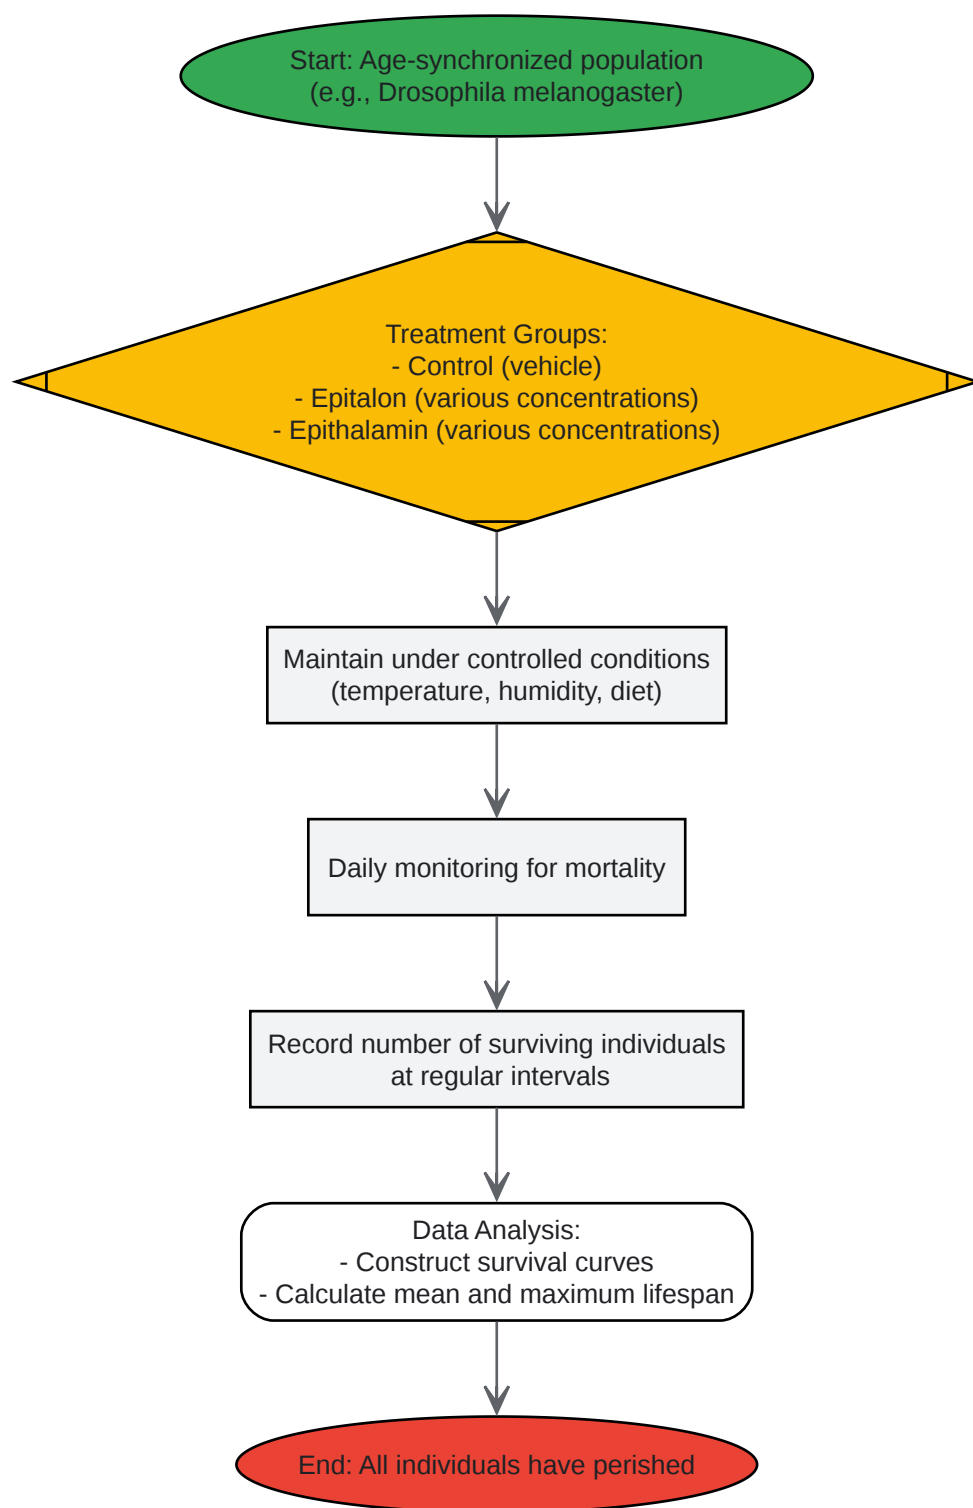 Start: Age-synchronized population
(e.g., Drosophila melanogaster)
Treatment Groups:
- Control (vehicle)
- Epitalon (various concentrations)
- Epithalamin (various concentrations)
Maintain under controlled conditions
(temperature, humidity, diet)
Daily monitoring for mortality
Record number of surviving individuals
at regular intervals
Data Analysis:
- Construct survival curves
- Calculate mean and maximum lifespan
End: All individuals have perished